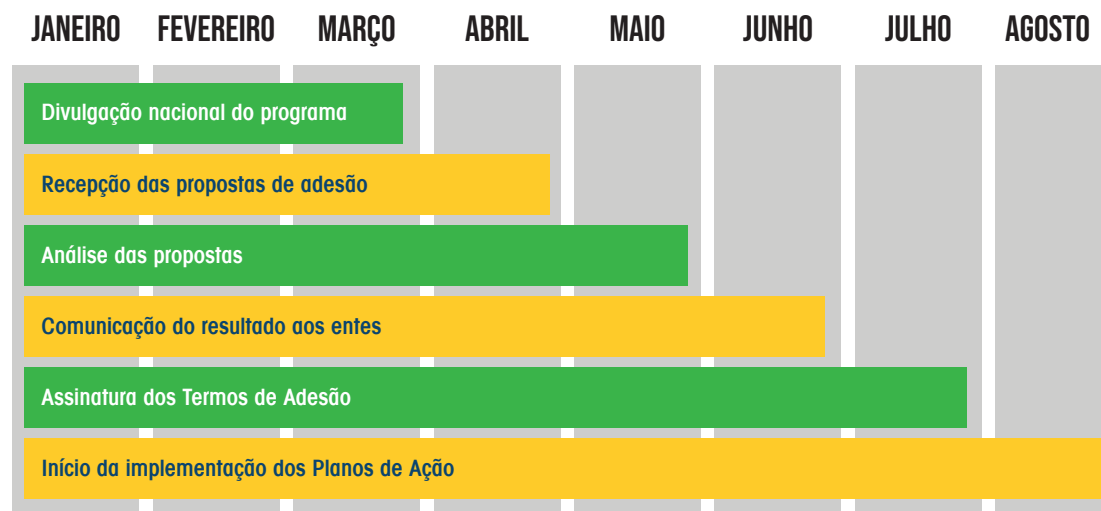 JANEIRO FEVEREIRO MARÇO ABRIL MAIO JUNHO JULHO AGOSTO
Divulgação nacional do programa
Recepção das propostas de adesão
Análise das propostas
Comunicação do resultado aos entes
Assinatura dos Termos de Adesão
Início da implementação dos Planos de Ação